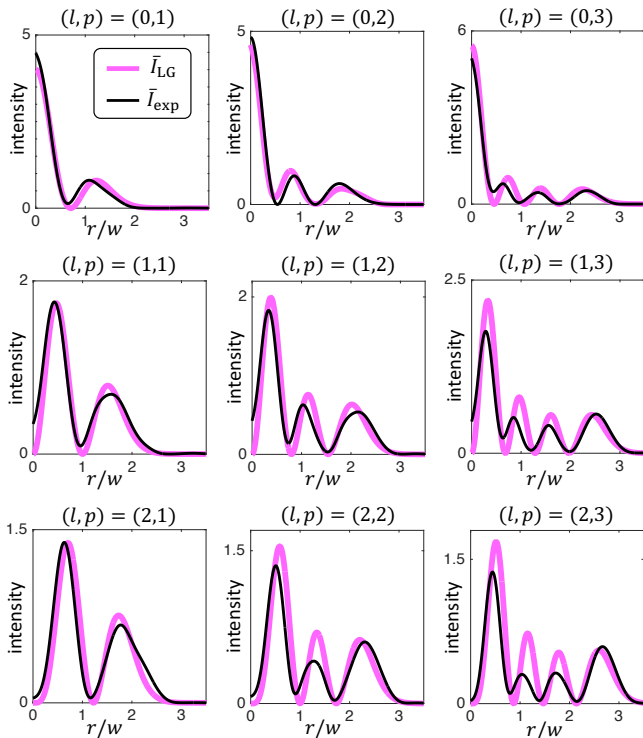 (l, p) = (0,1)
5
intensity
0
0
1
2
3
r/w
Ī_LG
Ī_exp
(l, p) = (0,2)
5
intensity
0
0
1
2
3
r/w
(l, p) = (0,3)
6
intensity
0
0
1
2
3
r/w
(l, p) = (1,1)
2
intensity
0
0
1
2
3
r/w
(l, p) = (1,2)
2
intensity
0
0
1
2
3
r/w
(l, p) = (1,3)
2.5
intensity
0
0
1
2
3
r/w
(l, p) = (2,1)
1.5
intensity
0
0
1
2
3
r/w
(l, p) = (2,2)
1.5
intensity
0
0
1
2
3
r/w
(l, p) = (2,3)
1.5
intensity
0
0
1
2
3
r/w